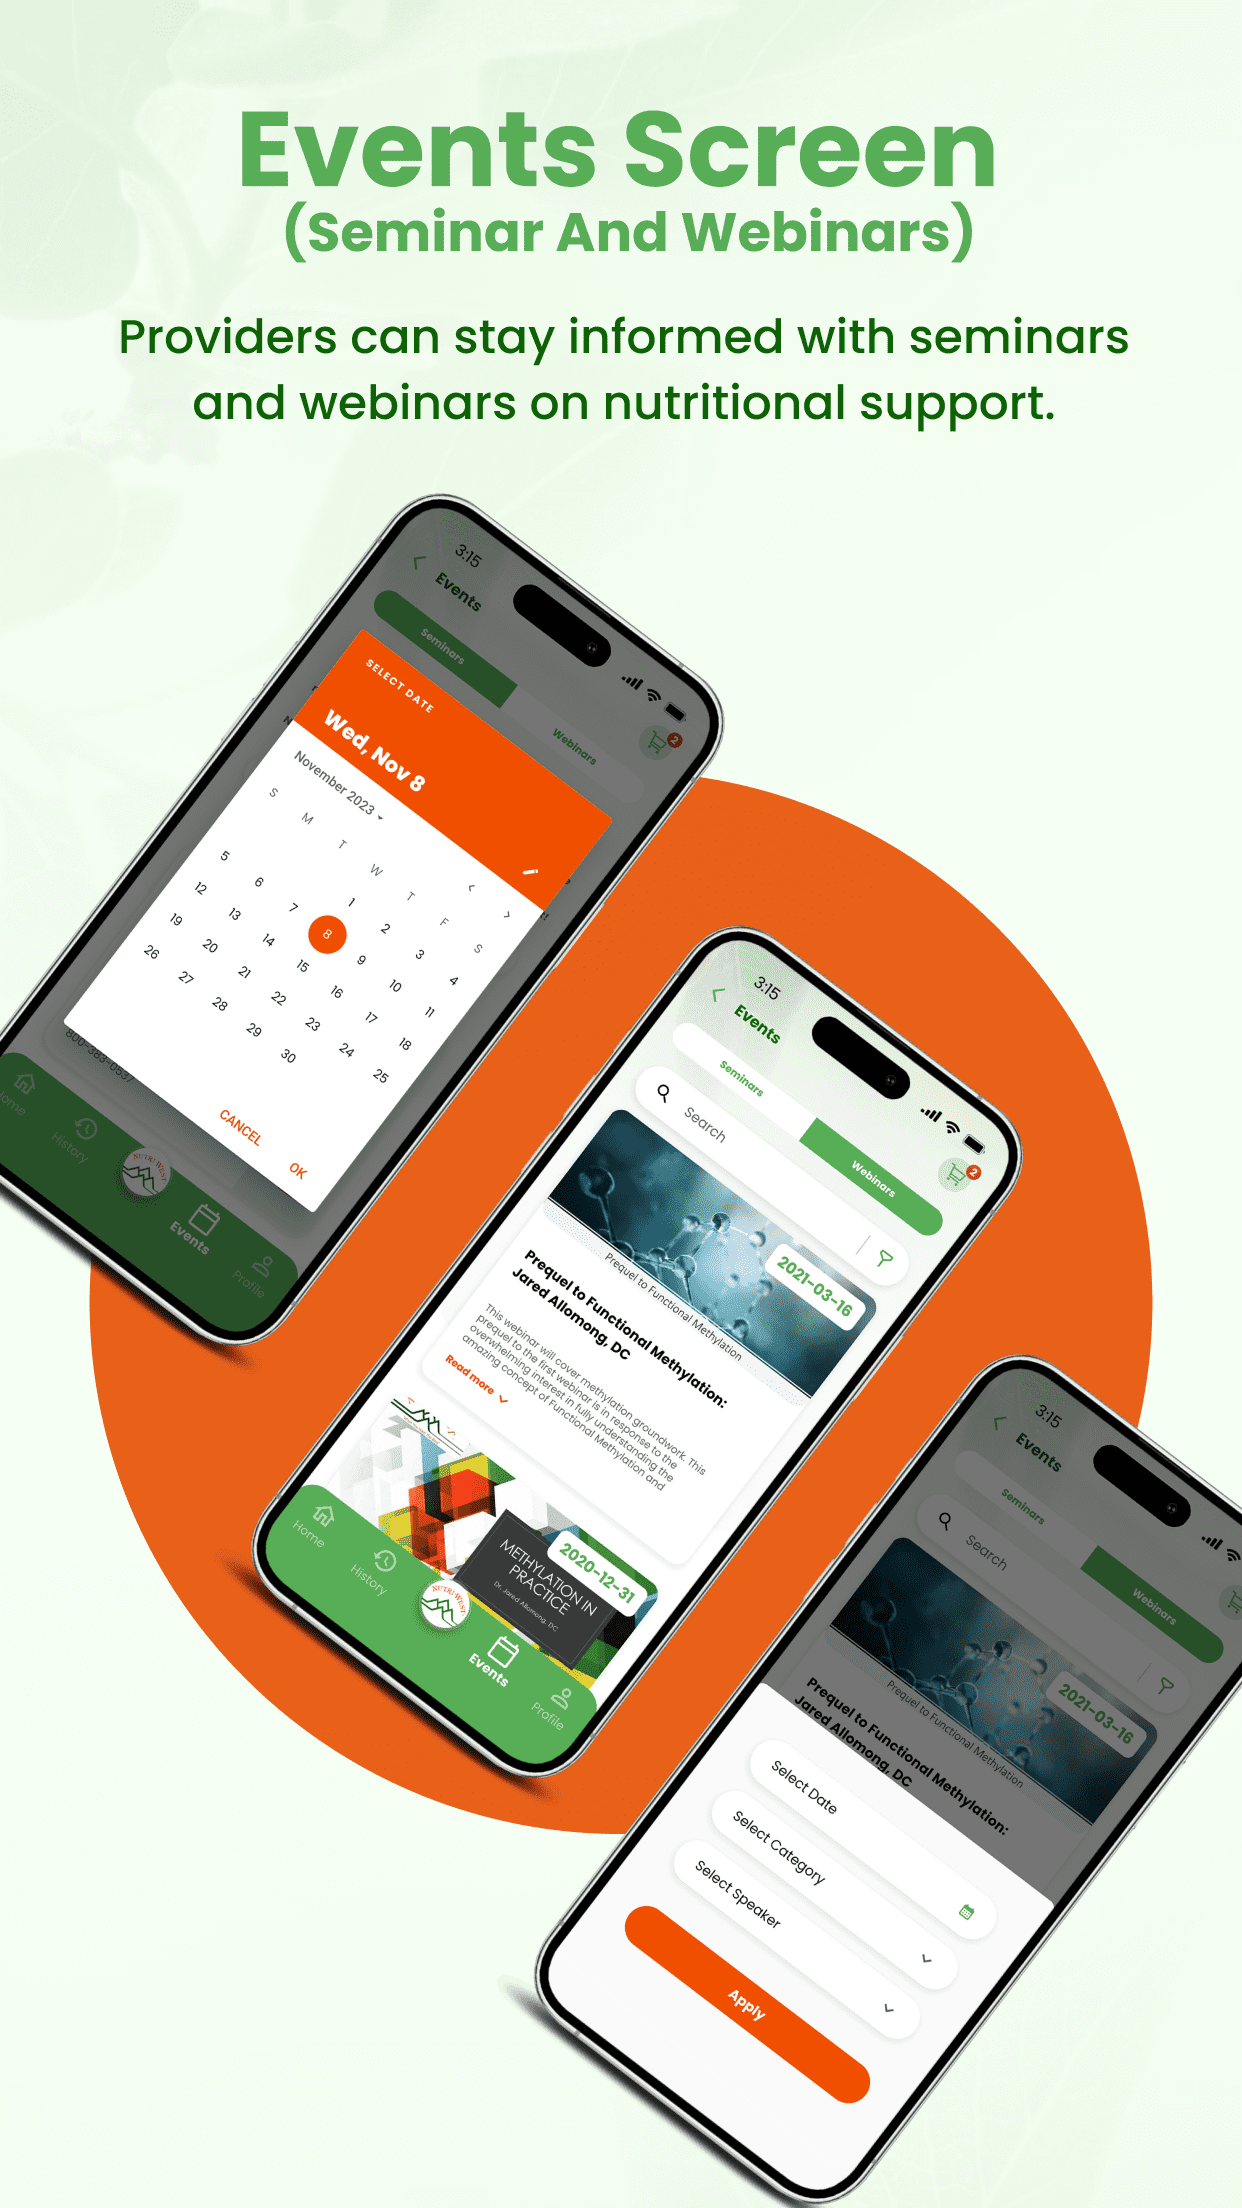 Events Screen
(Seminar And Webinars)
Providers can stay informed with seminars
and webinars on nutritional support.
3:15
Events
Seminars
Webinars
2
SELECT DATE
Wed, Nov 8
November 2023
S M T W T F S
1 2 3 4
5 6 7 8 9 10 11
12 13 14 15 16 17 18
19 20 21 22 23 24 25
26 27 28 29 30
CANCEL
OK
800-383-0537
Home
History
NUTRI-WEST
Events
Profile
3:15
Events
Seminars
Webinars
2
Search
Prequel to Functional Methylation
2021-03-16
Prequel to Functional Methylation:
Jared Allomong, DC
This webinar will cover methylation groundwork. This
prequel to the first webinar is in response to the
overwhelming interest in fully understanding the
amazing concept of Functional Methylation and
Read more
METHYLATION IN
PRACTICE
Dr. Jared Allomong, DC
2020-12-31
Home
History
NUTRI-WEST
Events
Profile
3:15
Events
Seminars
Webinars
Search
Prequel to Functional Methylation
2021-03-16
Prequel to Functional Methylation:
Jared Allomong, DC
Select Date
Select Category
Select Speaker
Apply